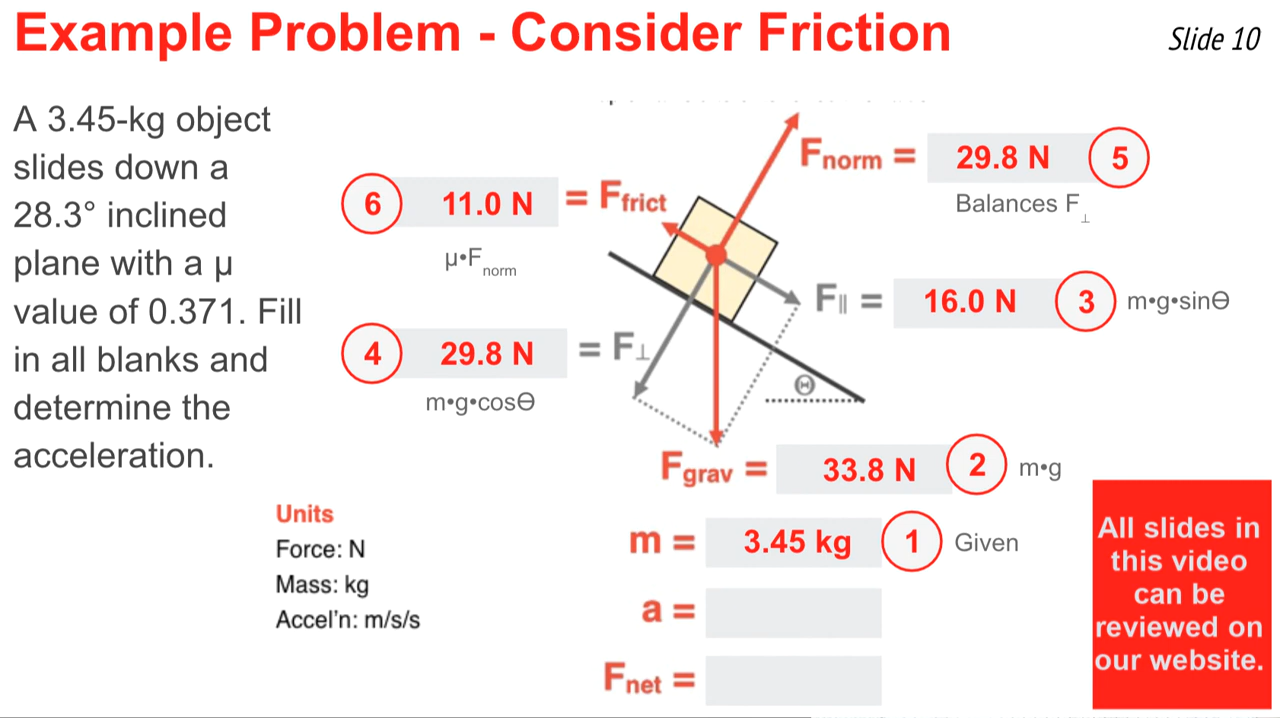 Example Problem - Consider Friction
Slide 10
A 3.45-kg object
slides down a
28.3° inclined
plane with a μ
value of 0.371. Fill
in all blanks and
determine the
acceleration.
Fnorm = 29.8 N 5
Balances F⊥
6 11.0 N = Ffrict
μ•Fnorm
F|| = 16.0 N 3 m•g•sinΘ
4 29.8 N = F⊥
m•g•cosΘ
Θ
Fgrav = 33.8 N 2 m•g
m = 3.45 kg 1 Given
a =
Fnet =
Units
Force: N
Mass: kg
Accel'n: m/s/s
All slides in
this video
can be
reviewed on
our website.